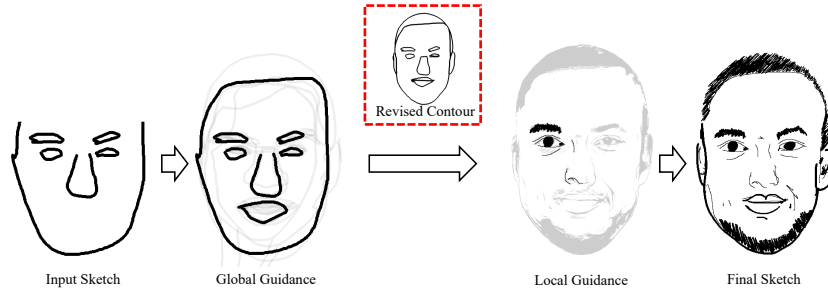 Revised Contour
Input Sketch
Global Guidance
Local Guidance
Final Sketch